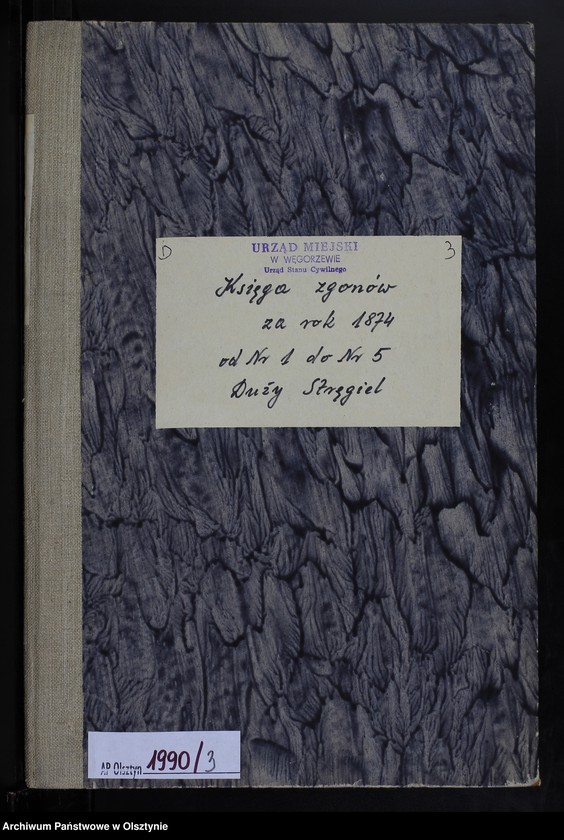 D 3
URZĄD MIEJSKI
W WĘGORZEWIE
Urząd Stanu Cywilnego
Księga zgonów
za rok 1874
od Nr 1 do Nr 5
Duży Stręgiel
AP Olsztyn 1990/3
Archiwum Państwowe w Olsztynie